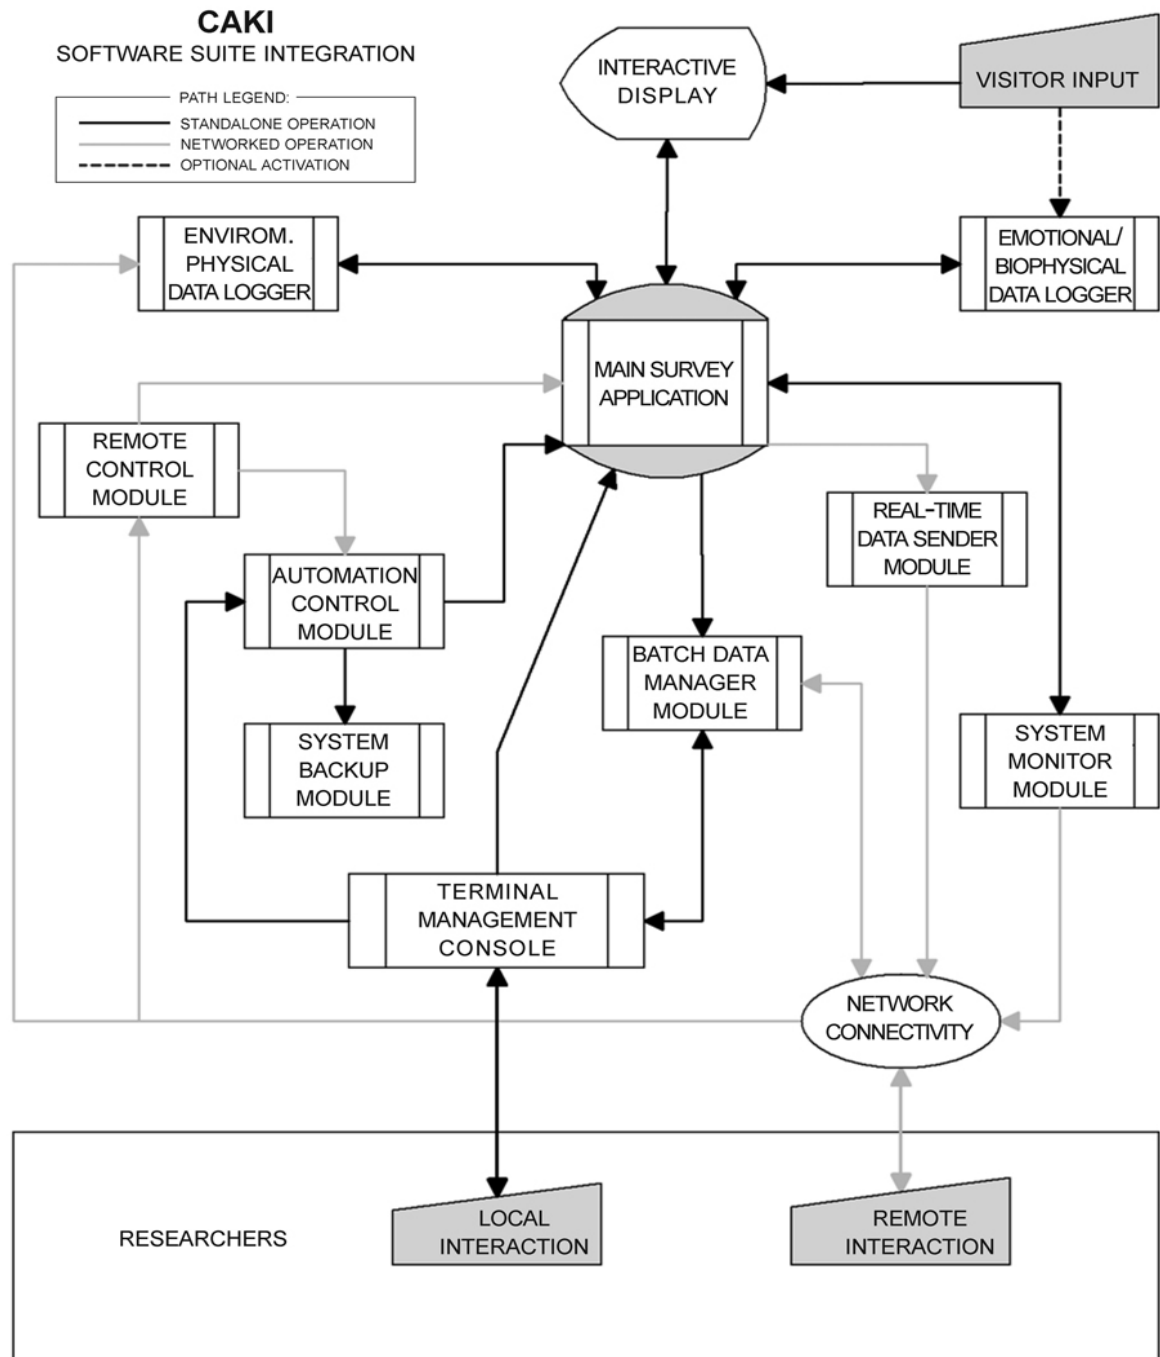 CAKI
SOFTWARE SUITE INTEGRATION
PATH LEGEND:
STANDALONE OPERATION
NETWORKED OPERATION
OPTIONAL ACTIVATION
INTERACTIVE
DISPLAY
VISITOR INPUT
ENVIROM.
PHYSICAL
DATA LOGGER
EMOTIONAL/
BIOPHYSICAL
DATA LOGGER
MAIN SURVEY
APPLICATION
REMOTE
CONTROL
MODULE
REAL-TIME
DATA SENDER
MODULE
AUTOMATION
CONTROL
MODULE
BATCH DATA
MANAGER
MODULE
SYSTEM
BACKUP
MODULE
SYSTEM
MONITOR
MODULE
TERMINAL
MANAGEMENT
CONSOLE
NETWORK
CONNECTIVITY
RESEARCHERS
LOCAL
INTERACTION
REMOTE
INTERACTION